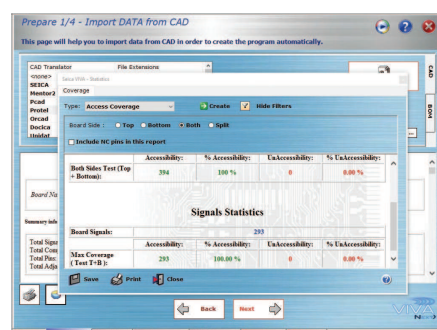 Prepare 1/4 - Import DATA from CAD
This page will help you to import data from CAD in order to create the program automatically.
CAD Translator File Extensions
<none>
SEICA
Mentor2
Pcad
Protel
Orcad
Docica
Unidat
CAD
BOM
Seica VIVA - Statistics
Coverage
Type: Access Coverage Create Hide Filters
Board Side : Top Bottom Both Split
Include NC pins in this report
Accessibility: % Accessibility: UnAccessibility: % UnAccessibility:
Both Sides Test (Top + Bottom): 394 100 % 0 0.00 %
Signals Statistics
Board Signals: 293
Accessibility: % Accessibility: UnAccessibility: % UnAccessibility:
Max Coverage ( Test T+B ): 293 100.00 % 0 0.00 %
Save Print Close
Board Na
Summary info
Total Signa
Total Com
Total Pins:
Total Adja
Back Next
VIVA